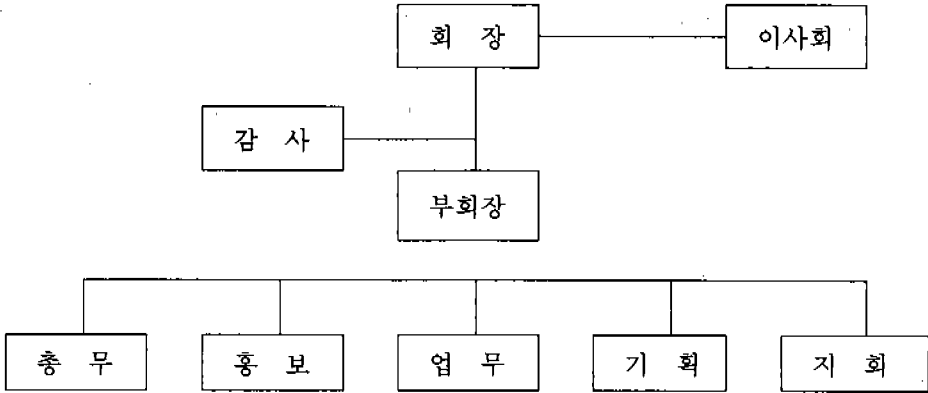 회 장
이사회
감 사
부회장
총 무
홍 보
업 무
기 획
지 회